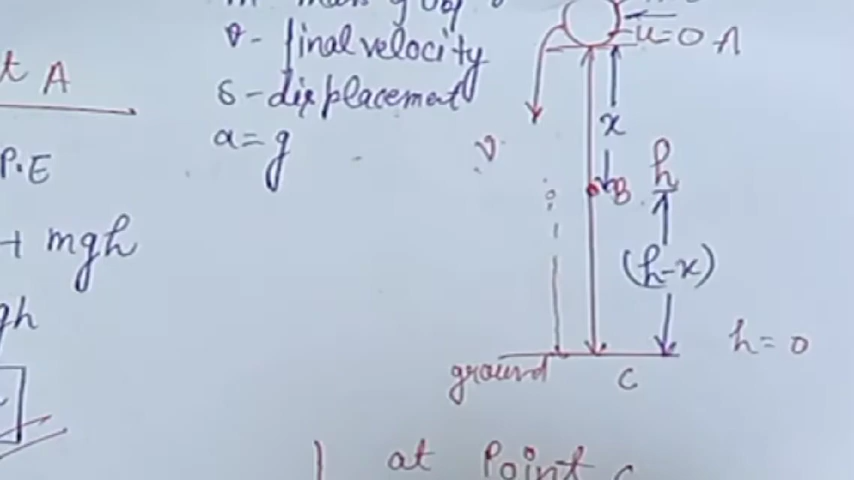 v - final velocity
s - displacement
a = g
t A
P.E
+ mgh
gh
u = 0 A
x
v
B
h
(h-x)
h = 0
ground
C
at Point C